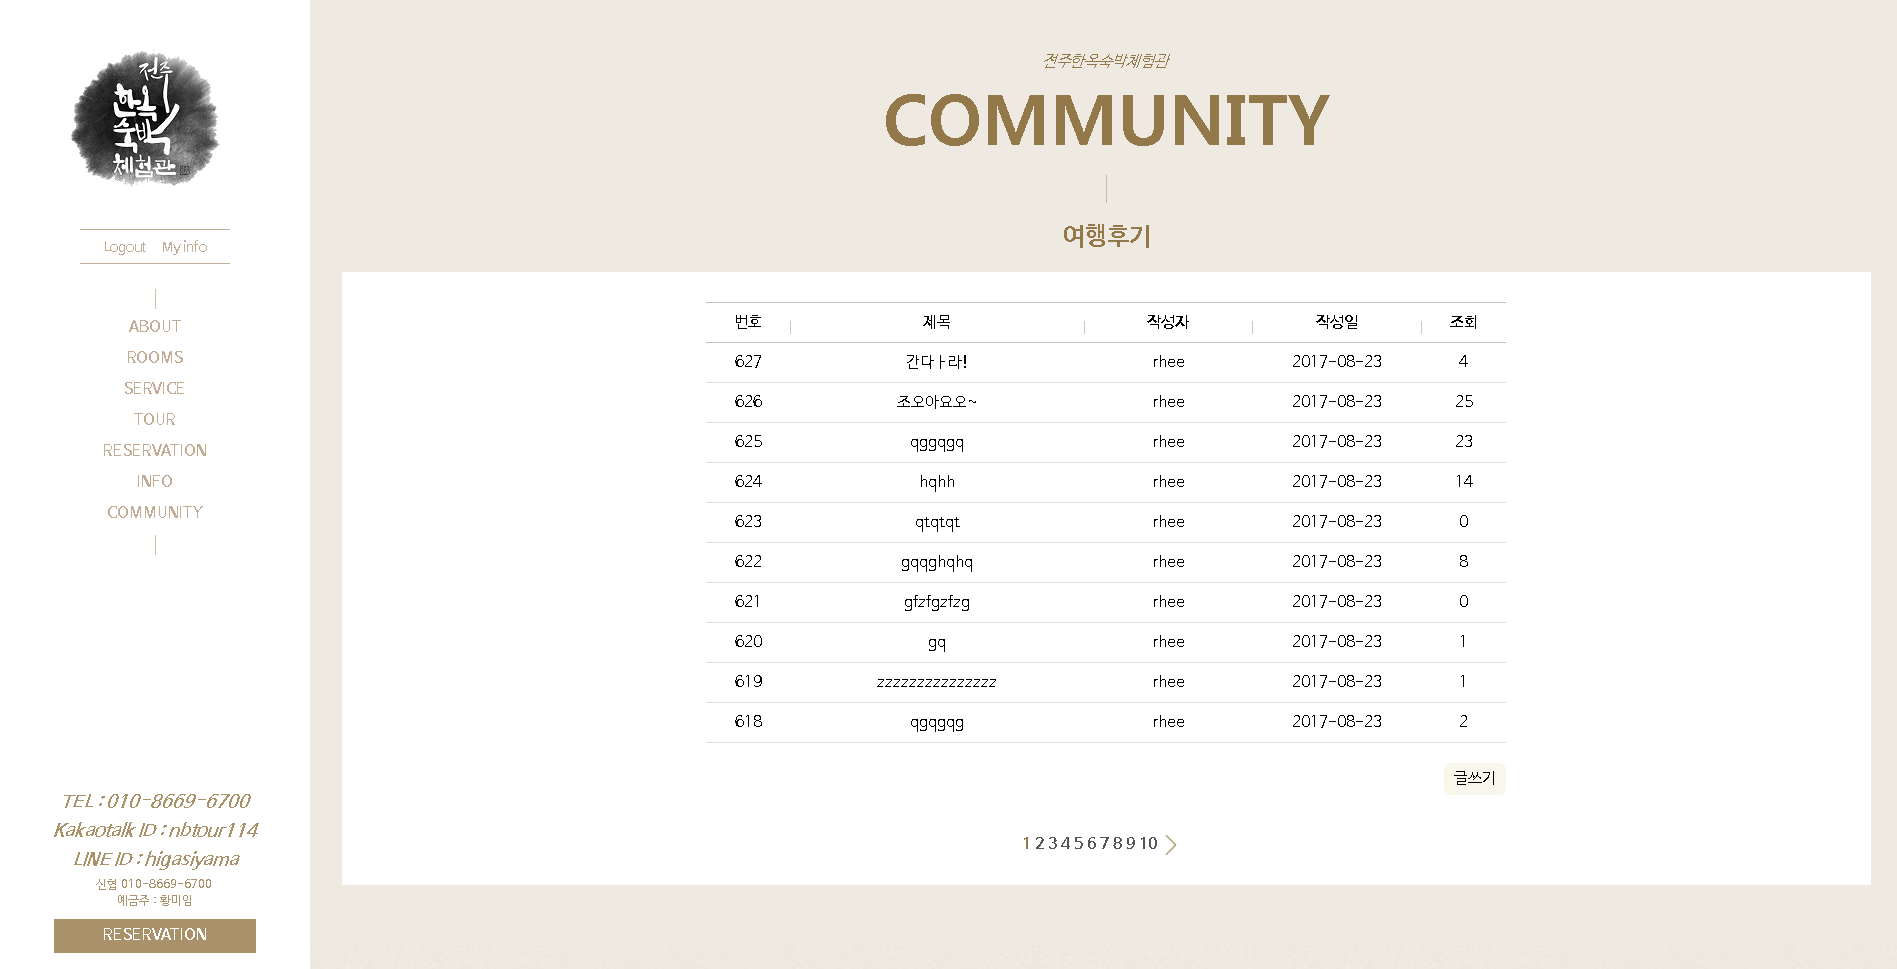 전주
한옥
숙박
체험관
Logout My info
ABOUT
ROOMS
SERVICE
TOUR
RESERVATION
INFO
COMMUNITY
TEL : 010-8669-6700
Kakaotalk ID : nbtour114
LINE ID : higasiyama
신협 010-8669-6700
예금주 : 황미임
RESERVATION
전주한옥숙박체험관
COMMUNITY
여행후기
번호 제목 작성자 작성일 조회
627 간다ㅏ라! rhee 2017-08-23 4
626 조오아요오~ rhee 2017-08-23 25
625 qggqgq rhee 2017-08-23 23
624 hqhh rhee 2017-08-23 14
623 qtqtqt rhee 2017-08-23 0
622 gqqghqhq rhee 2017-08-23 8
621 gfzfgzfzg rhee 2017-08-23 0
620 gq rhee 2017-08-23 1
619 zzzzzzzzzzzzzzz rhee 2017-08-23 1
618 qgqgqg rhee 2017-08-23 2
글쓰기
1 2 3 4 5 6 7 8 9 10